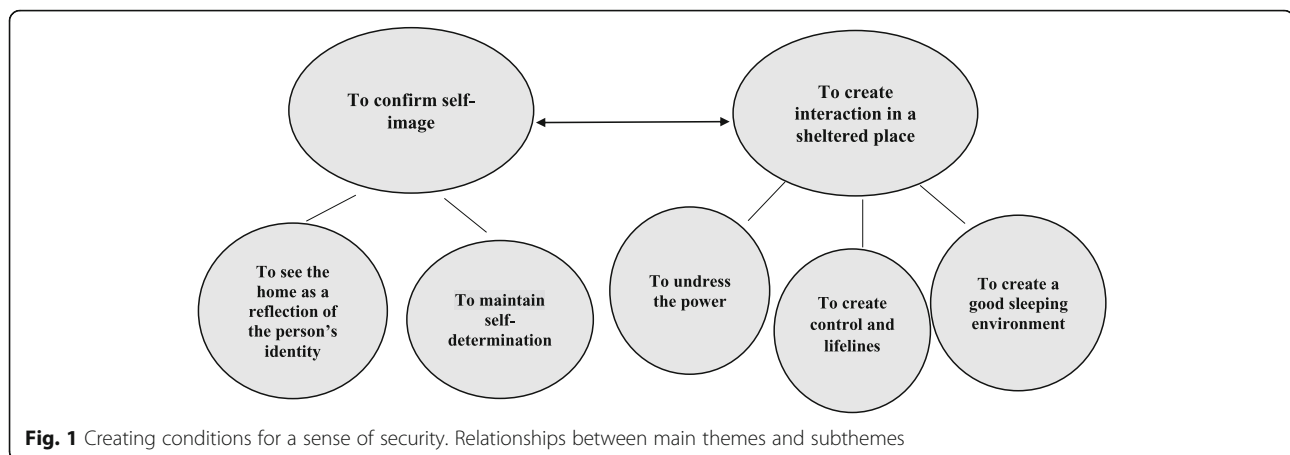 To confirm self-
image
To create
interaction in a
sheltered place
To see the
home as a
reflection of
the person's
identity
To maintain
self-
determination
To undress
the power
To create
control and
lifelines
To create a
good sleeping
environment
Fig. 1 Creating conditions for a sense of security. Relationships between main themes and subthemes